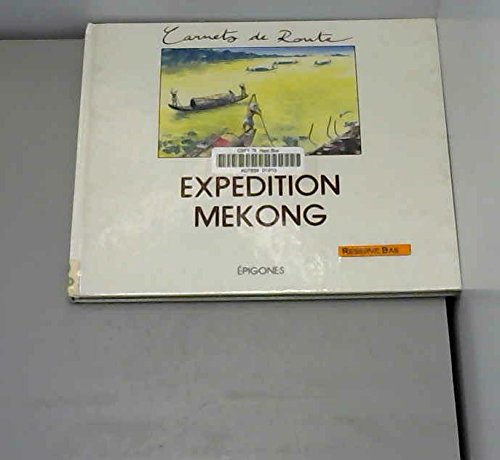 Carnets de Route
EXPEDITION
MEKONG
RESERVE BAS
ÉPIGONES